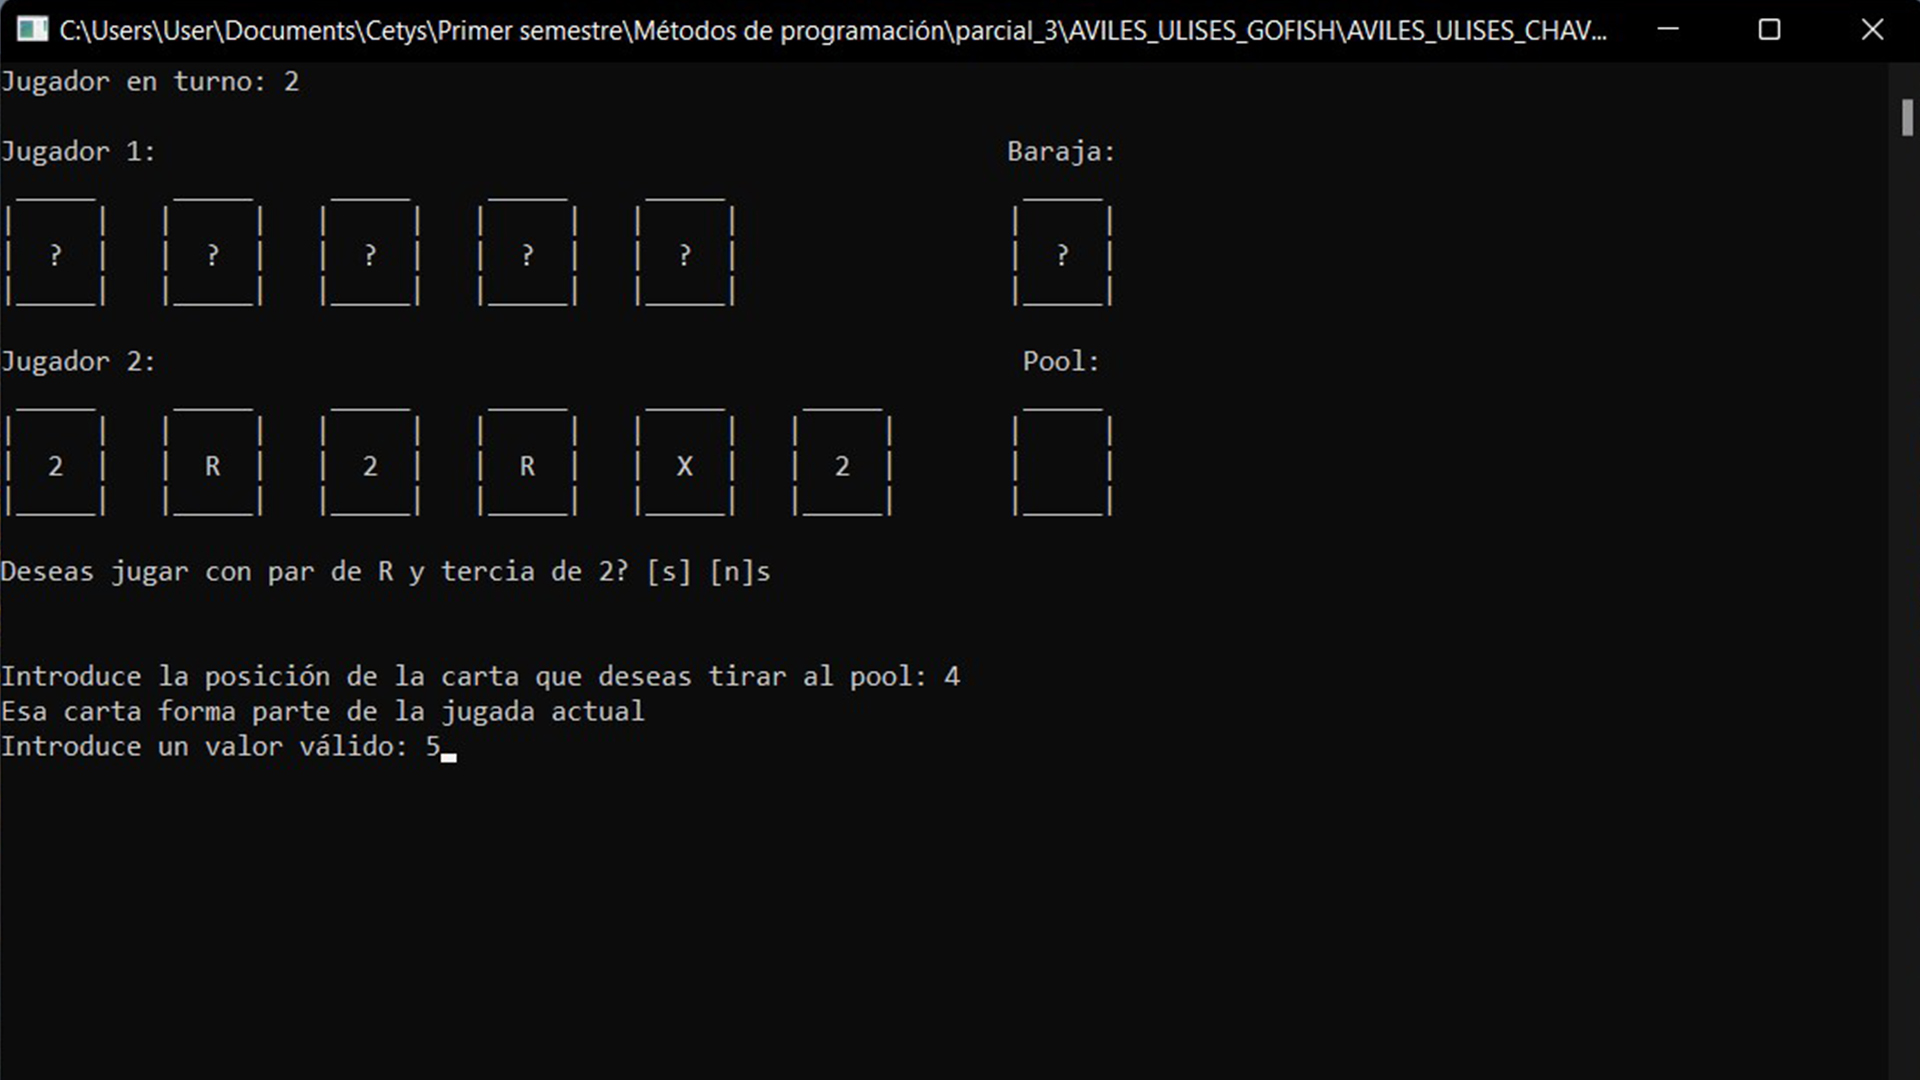 C:\Users\User\Documents\Cetys\Primer semestre\Métodos de programación\parcial_3\AVILES_ULISES_GOFISH\AVILES_ULISES_CHAV...
Jugador en turno: 2
Jugador 1: Baraja:
? ? ? ? ? ?
Jugador 2: Pool:
2 R 2 R X 2
Deseas jugar con par de R y tercia de 2? [s] [n]s
Introduce la posición de la carta que deseas tirar al pool: 4
Esa carta forma parte de la jugada actual
Introduce un valor válido: 5